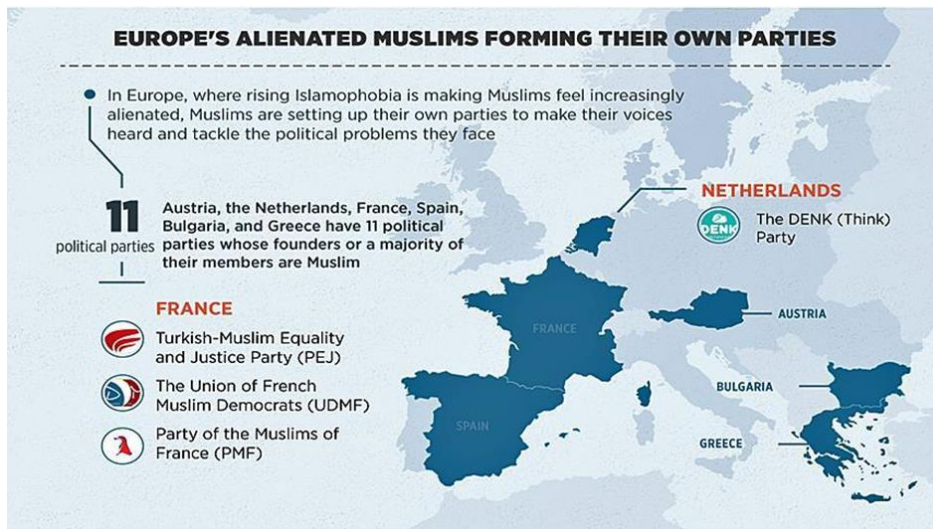 EUROPE'S ALIENATED MUSLIMS FORMING THEIR OWN PARTIES
In Europe, where rising Islamophobia is making Muslims feel increasingly
alienated, Muslims are setting up their own parties to make their voices
heard and tackle the political problems they face
11
political parties
Austria, the Netherlands, France, Spain,
Bulgaria, and Greece have 11 political
parties whose founders or a majority of
their members are Muslim
FRANCE
Turkish-Muslim Equality
and Justice Party (PEJ)
The Union of French
Muslim Democrats (UDMF)
Party of the Muslims of
France (PMF)
NETHERLANDS
DENK
The DENK (Think)
Party
FRANCE
AUSTRIA
BULGARIA
SPAIN
GREECE